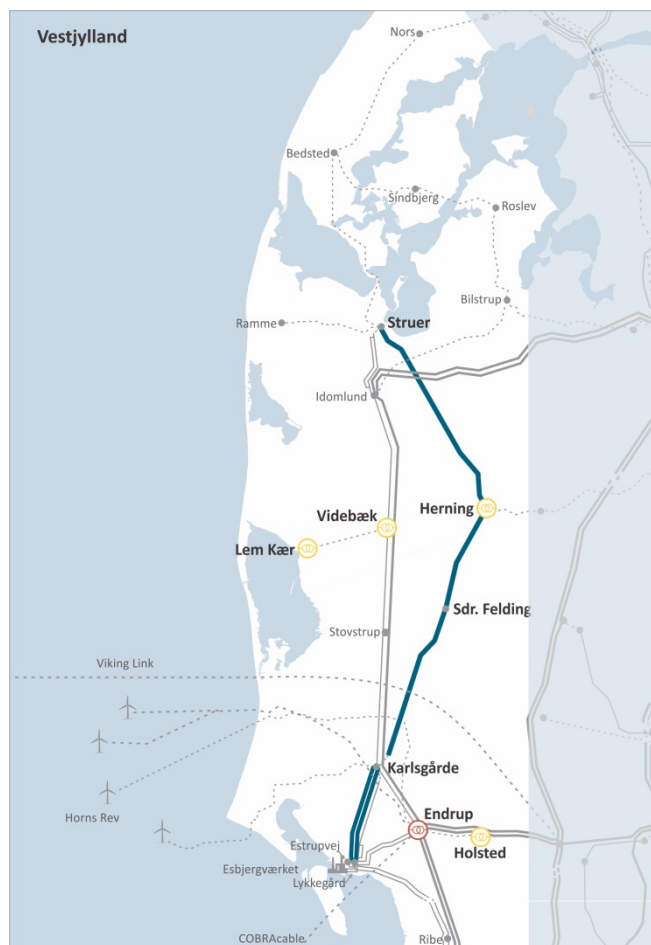 Vestjylland
Nors
Bedsted
Sindbjerg
Roslev
Bilstrup
Struer
Ramme
Idomlund
Videbæk
Herning
Lem Kær
Sdr. Felding
Stovstrup
Viking Link
Karlsgårde
Horns Rev
Endrup
Estrupvej
Holsted
Esbjergværket
Lykkegård
Ribe
COBRAcable